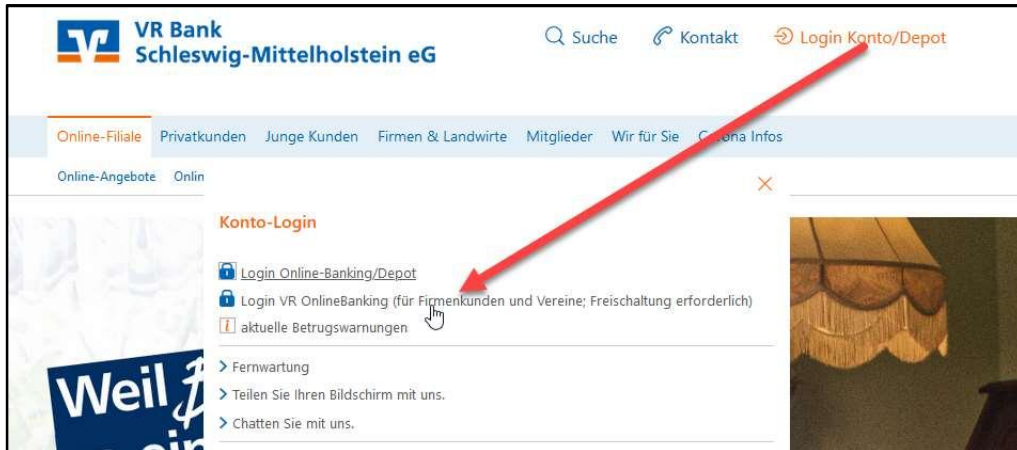 VR Bank
Schleswig-Mittelholstein eG
Suche Kontakt Login Konto/Depot
Online-Filiale Privatkunden Junge Kunden Firmen & Landwirte Mitglieder Wir für Sie Infos
Online-Angebote
Konto-Login
Login Online-Banking/Depot
Login VR OnlineBanking (für Firmenkunden und Vereine; Freischaltung erforderlich)
aktuelle Betrugswarnungen
Fernwartung
Teilen Sie Ihren Bildschirm mit uns.
Chatten Sie mit uns.
Weil